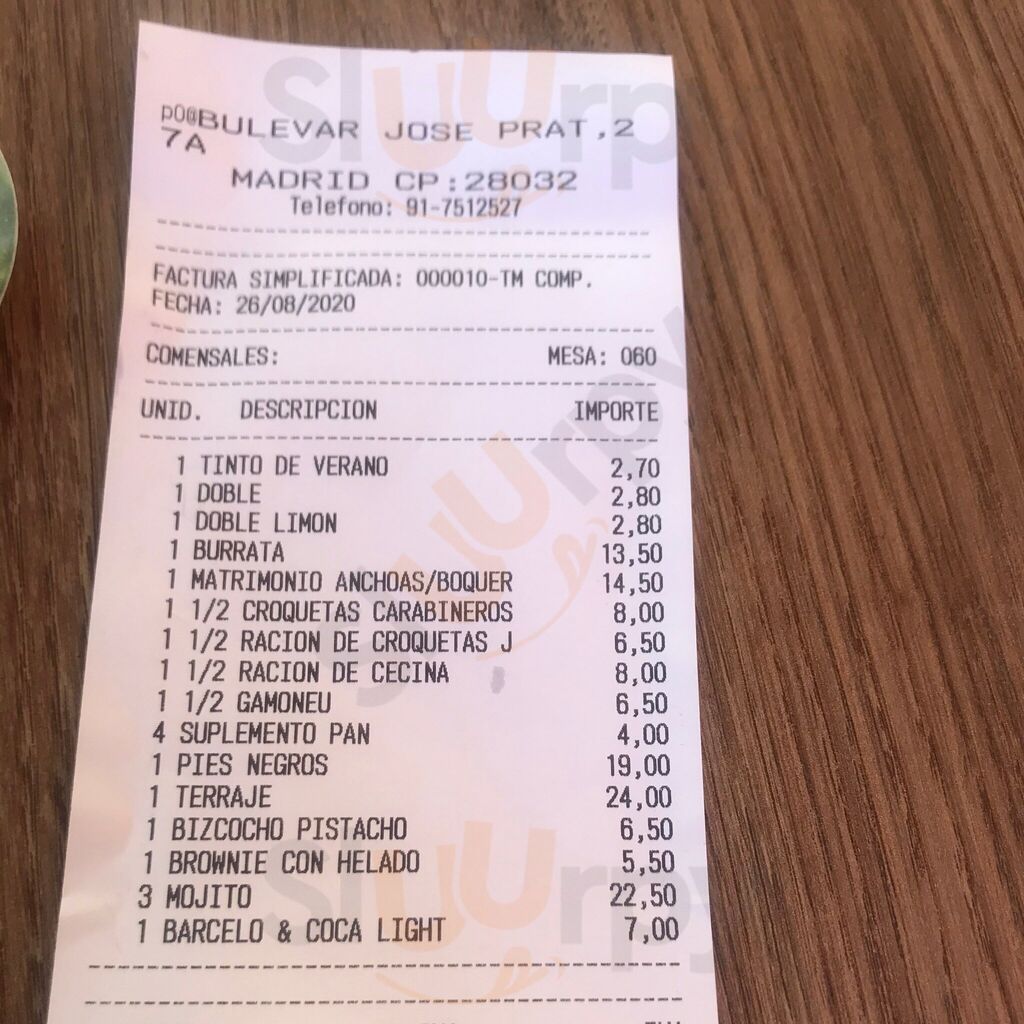 p0@BULEVAR JOSE PRAT,2
7A
MADRID CP:28032
Telefono: 91-7512527
FACTURA SIMPLIFICADA: 000010-TM COMP.
FECHA: 26/08/2020
COMENSALES: MESA: 060
UNID. DESCRIPCION IMPORTE
1 TINTO DE VERANO 2,70
1 DOBLE 2,80
1 DOBLE LIMON 2,80
1 BURRATA 13,50
1 MATRIMONIO ANCHOAS/BOQUER 14,50
1 1/2 CROQUETAS CARABINEROS 8,00
1 1/2 RACION DE CROQUETAS J 6,50
1 1/2 RACION DE CECINA 8,00
1 1/2 GAMONEU 6,50
4 SUPLEMENTO PAN 4,00
1 PIES NEGROS 19,00
1 TERRAJE 24,00
1 BIZCOCHO PISTACHO 6,50
1 BROWNIE CON HELADO 5,50
3 MOJITO 22,50
1 BARCELO & COCA LIGHT 7,00
Sluurpy
Sluurpy
Sluurpy